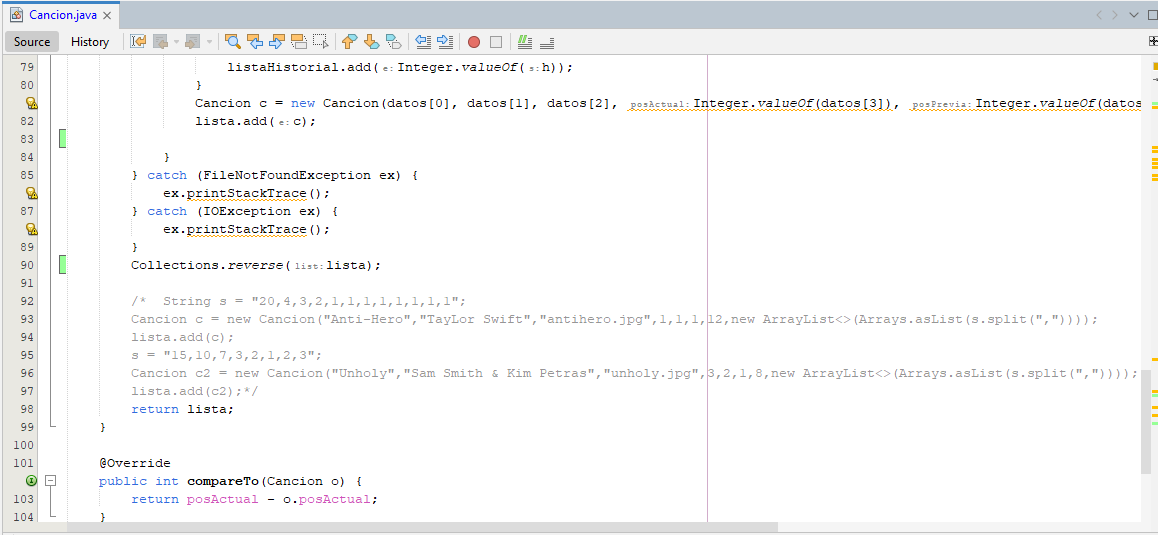 Cancion.java
Source History
79 listaHistorial.add( e: Integer.valueOf( s: h));
80 }
Cancion c = new Cancion(datos[0], datos[1], datos[2], posActual: Integer.valueOf(datos[3]), posPrevia: Integer.valueOf(datos
82 lista.add( e: c);
83
84 }
85 } catch (FileNotFoundException ex) {
ex.printStackTrace();
87 } catch (IOException ex) {
ex.printStackTrace();
89 }
90 Collections.reverse( list: lista);
91
92 /* String s = "20,4,3,2,1,1,1,1,1,1,1,1";
93 Cancion c = new Cancion("Anti-Hero","TayLor Swift","antihero.jpg",1,1,1,12,new ArrayList<>(Arrays.asList(s.split(","))));
94 lista.add(c);
95 s = "15,10,7,3,2,1,2,3";
96 Cancion c2 = new Cancion("Unholy","Sam Smith & Kim Petras","unholy.jpg",3,2,1,8,new ArrayList<>(Arrays.asList(s.split(","))));
97 lista.add(c2);*/
98 return lista;
99 }
100
101 @Override
public int compareTo(Cancion o) {
103 return posActual - o.posActual;
104 }